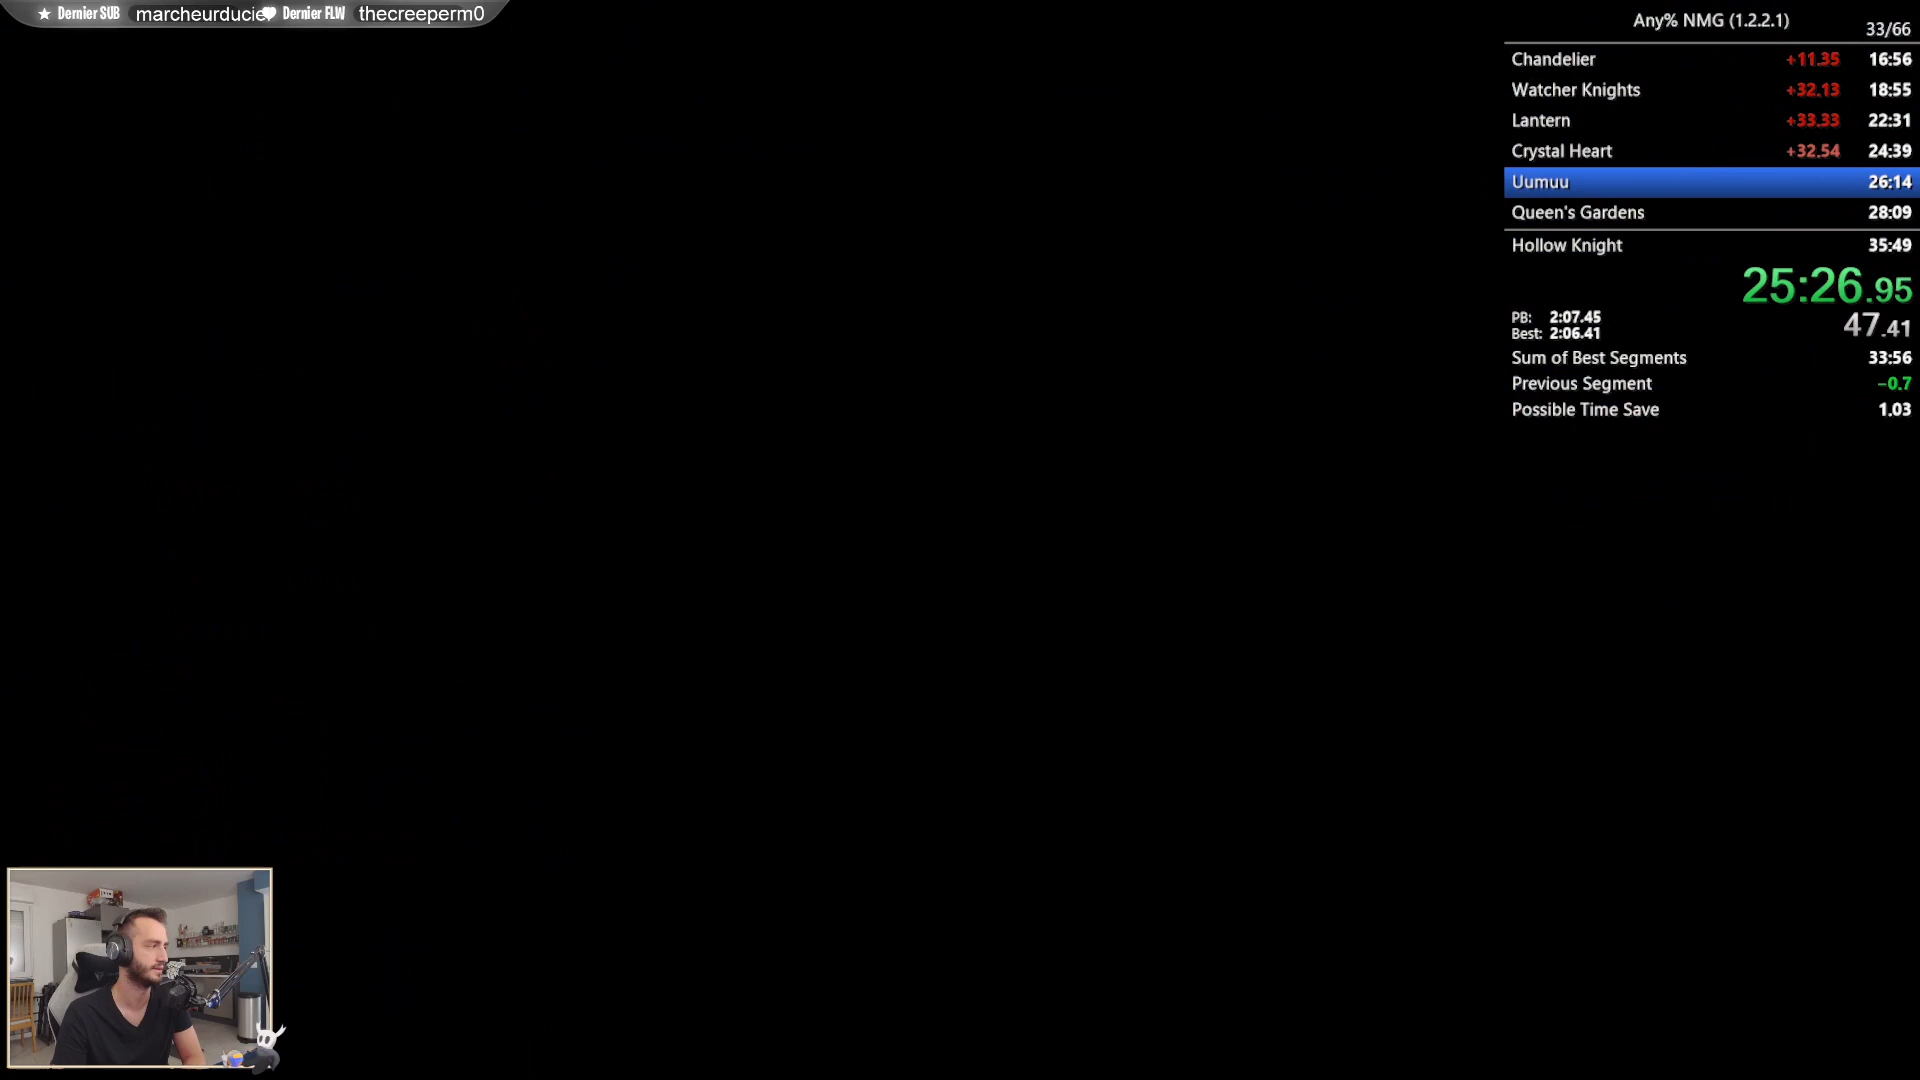 ★ Dernier SUB marcheurducie Dernier FLW thecreeperm0
Any% NMG (1.2.2.1) 33/66
Chandelier +11.35 16:56
Watcher Knights +32.13 18:55
Lantern +33.33 22:31
Crystal Heart +32.54 24:39
Uumuu 26:14
Queen's Gardens 28:09
Hollow Knight 35:49
25:26.95
PB: 2:07.45 47.41
Best: 2:06.41
Sum of Best Segments 33:56
Previous Segment −0.7
Possible Time Save 1.03